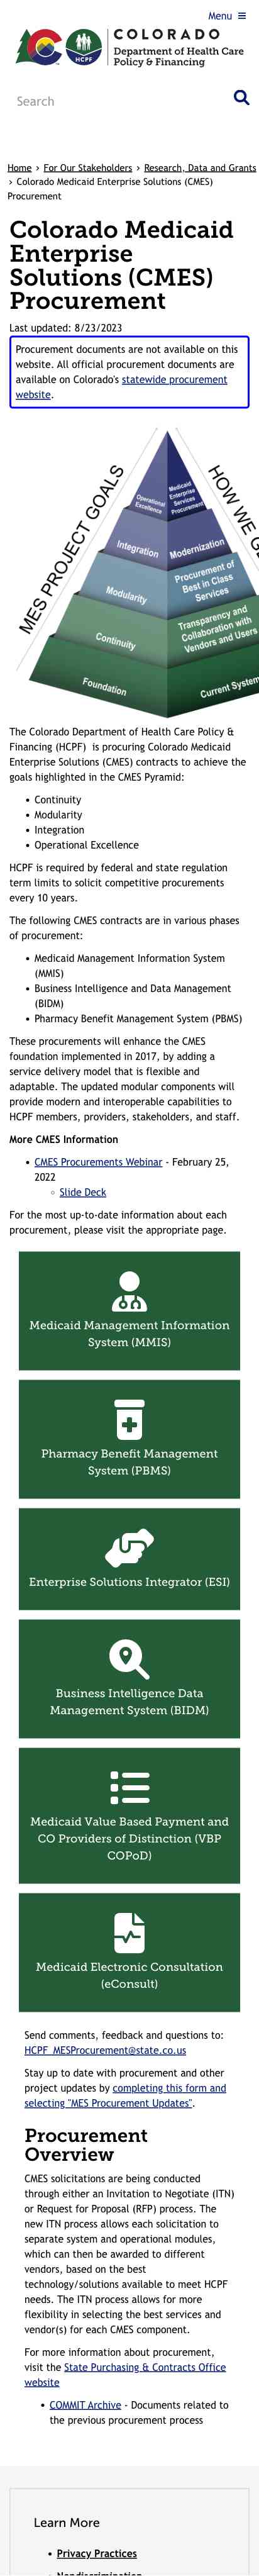 Menu ≡
COLORADO
Department of Health Care
Policy & Financing
HCPF
Search
Home › For Our Stakeholders › Research, Data and Grants
› Colorado Medicaid Enterprise Solutions (CMES)
Procurement
Colorado Medicaid
Enterprise
Solutions (CMES)
Procurement
Last updated: 8/23/2023
Procurement documents are not available on this
website. All official procurement documents are
available on Colorado's statewide procurement
website.
MES PROJECT GOALS
HOW WE G
Operational
Excellence
Medicaid
Enterprise
Services
Procurement
Integration
Modernization
Modularity
Procurement of
Best in Class
Services
Continuity
Transparency and
Collaboration with
Vendors and Users
Foundation
Current System
The Colorado Department of Health Care Policy &
Financing (HCPF) is procuring Colorado Medicaid
Enterprise Solutions (CMES) contracts to achieve the
goals highlighted in the CMES Pyramid:
• Continuity
• Modularity
• Integration
• Operational Excellence
HCPF is required by federal and state regulation
term limits to solicit competitive procurements
every 10 years.
The following CMES contracts are in various phases
of procurement:
• Medicaid Management Information System
(MMIS)
• Business Intelligence and Data Management
(BIDM)
• Pharmacy Benefit Management System (PBMS)
These procurements will enhance the CMES
foundation implemented in 2017, by adding a
service delivery model that is flexible and
adaptable. The updated modular components will
provide modern and interoperable capabilities to
HCPF members, providers, stakeholders, and staff.
More CMES Information
• CMES Procurements Webinar - February 25,
2022
◦ Slide Deck
For the most up-to-date information about each
procurement, please visit the appropriate page.
Medicaid Management Information
System (MMIS)
Pharmacy Benefit Management
System (PBMS)
Enterprise Solutions Integrator (ESI)
Business Intelligence Data
Management System (BIDM)
Medicaid Value Based Payment and
CO Providers of Distinction (VBP
COPoD)
Medicaid Electronic Consultation
(eConsult)
Send comments, feedback and questions to:
HCPF_MESProcurement@state.co.us
Stay up to date with procurement and other
project updates by completing this form and
selecting "MES Procurement Updates".
Procurement
Overview
CMES solicitations are being conducted
through either an Invitation to Negotiate (ITN)
or Request for Proposal (RFP) process. The
new ITN process allows each solicitation to
separate system and operational modules,
which can then be awarded to different
vendors, based on the best
technology/solutions available to meet HCPF
needs. The ITN process allows for more
flexibility in selecting the best services and
vendor(s) for each CMES component.
For more information about procurement,
visit the State Purchasing & Contracts Office
website
• COMMIT Archive - Documents related to
the previous procurement process
Learn More
• Privacy Practices